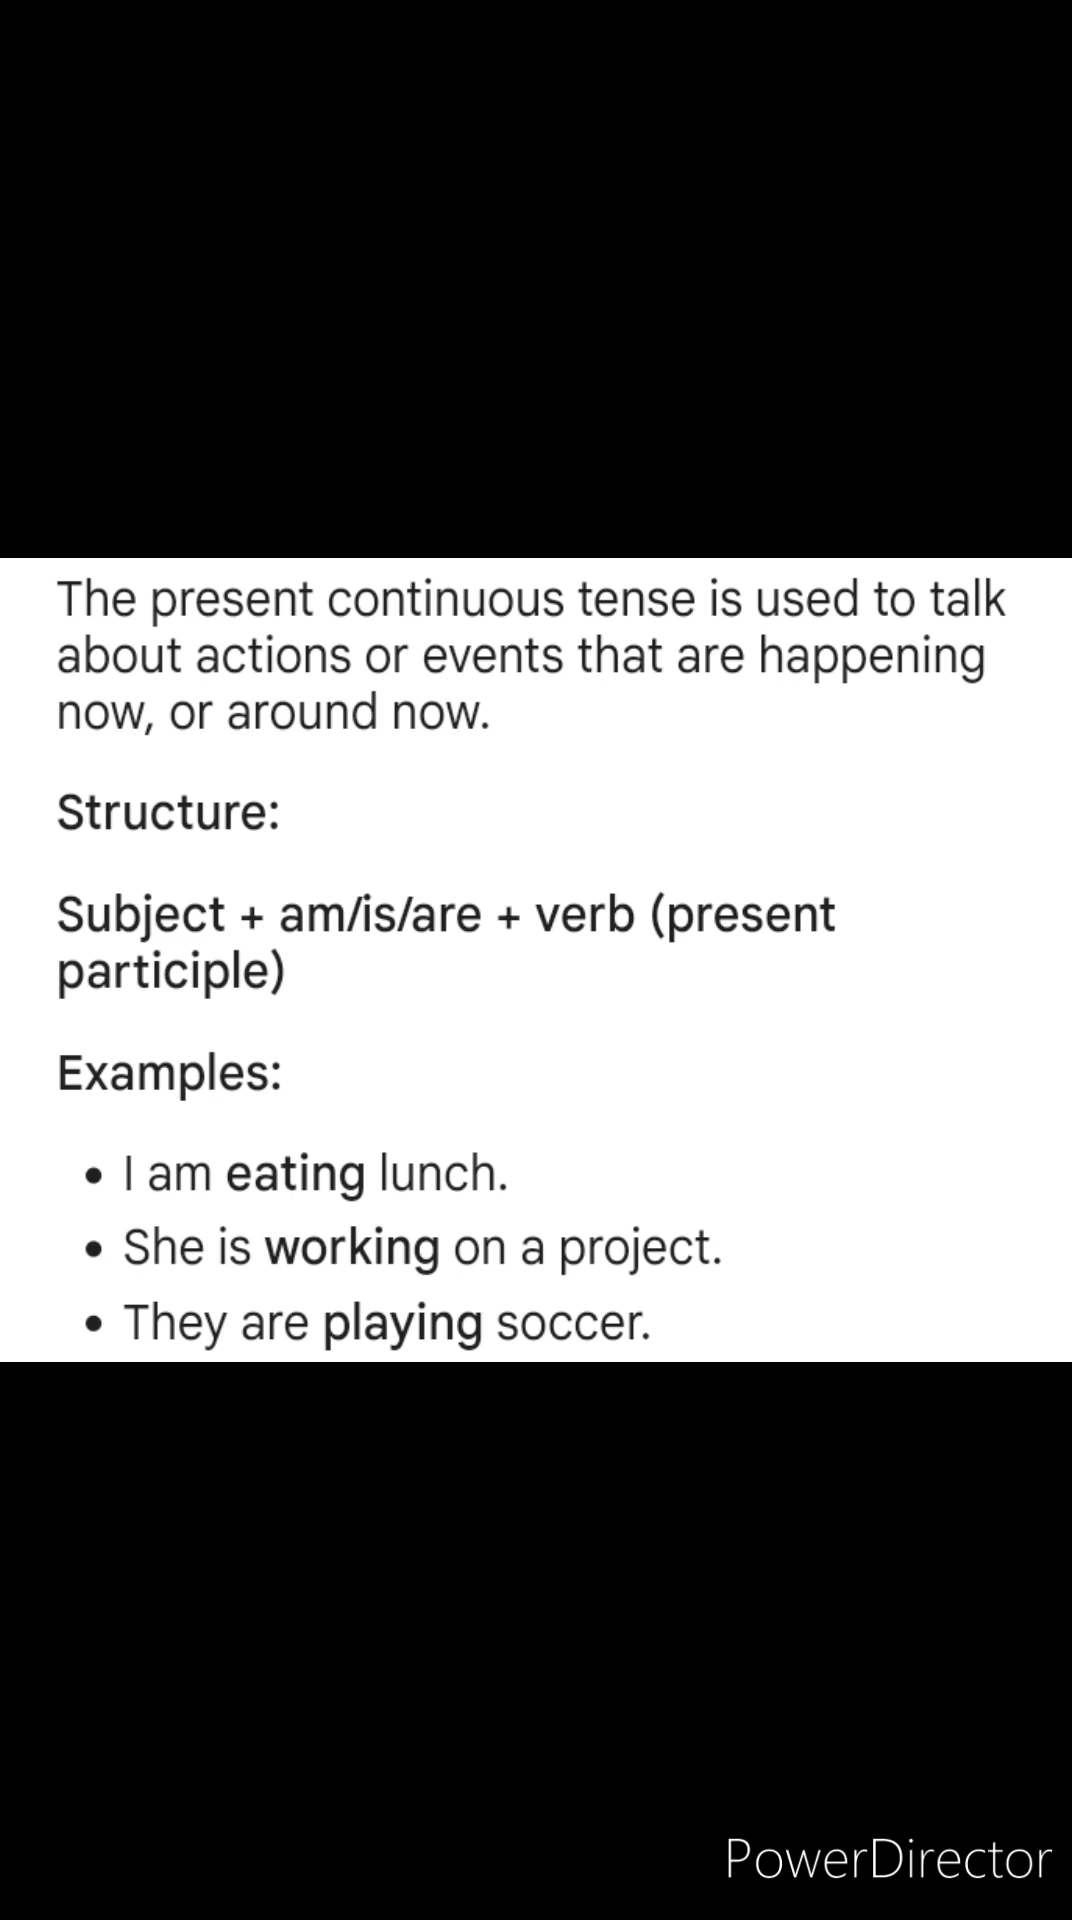 The present continuous tense is used to talk
about actions or events that are happening
now, or around now.
Structure:
Subject + am/is/are + verb (present
participle)
Examples:
• I am eating lunch.
• She is working on a project.
• They are playing soccer.
PowerDirector